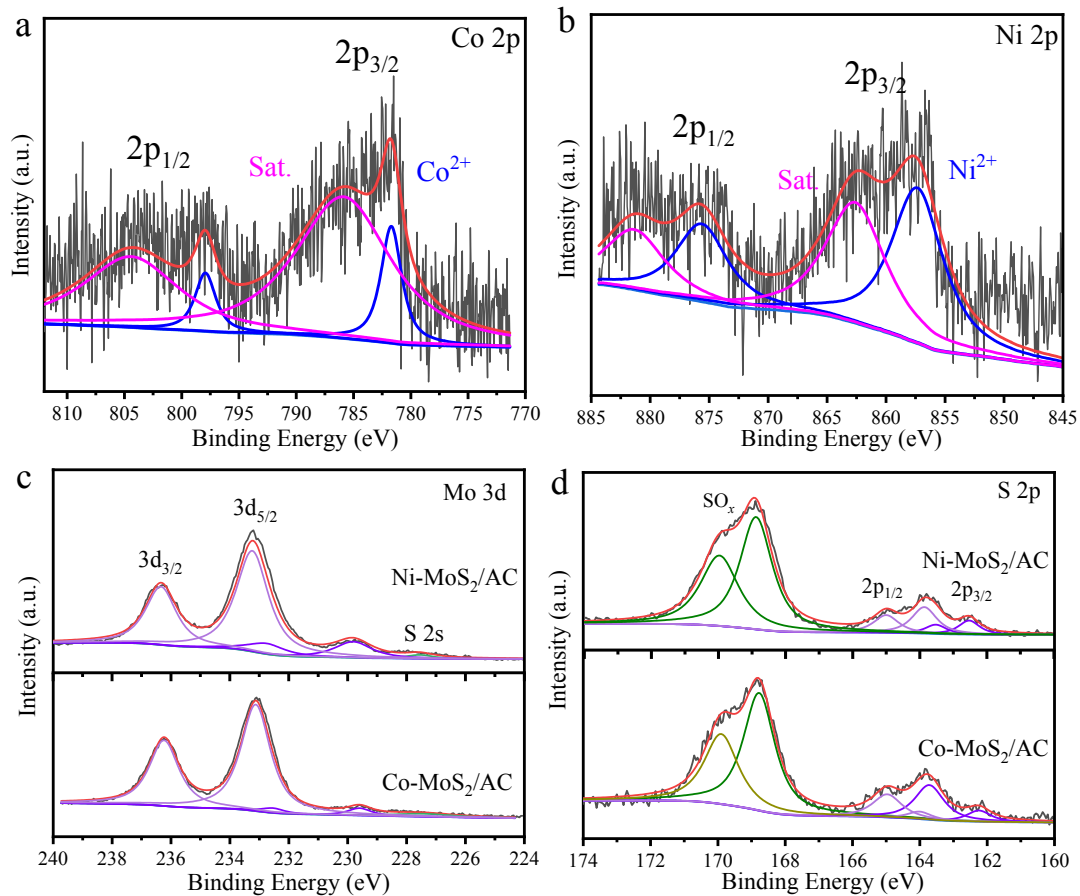 a
Co 2p
2p3/2
2p1/2
Sat.
Co2+
Intensity (a.u.)
810 805 800 795 790 785 780 775 770
Binding Energy (eV)
b
Ni 2p
2p3/2
2p1/2
Sat.
Ni2+
Intensity (a.u.)
885 880 875 870 865 860 855 850 845
Binding Energy (eV)
c
Mo 3d
3d5/2
3d3/2
Ni-MoS2/AC
S 2s
Co-MoS2/AC
Intensity (a.u.)
240 238 236 234 232 230 228 226 224
Binding Energy (eV)
d
S 2p
SOx
Ni-MoS2/AC
2p1/2
2p3/2
Co-MoS2/AC
Intensity (a.u.)
174 172 170 168 166 164 162 160
Binding Energy (eV)